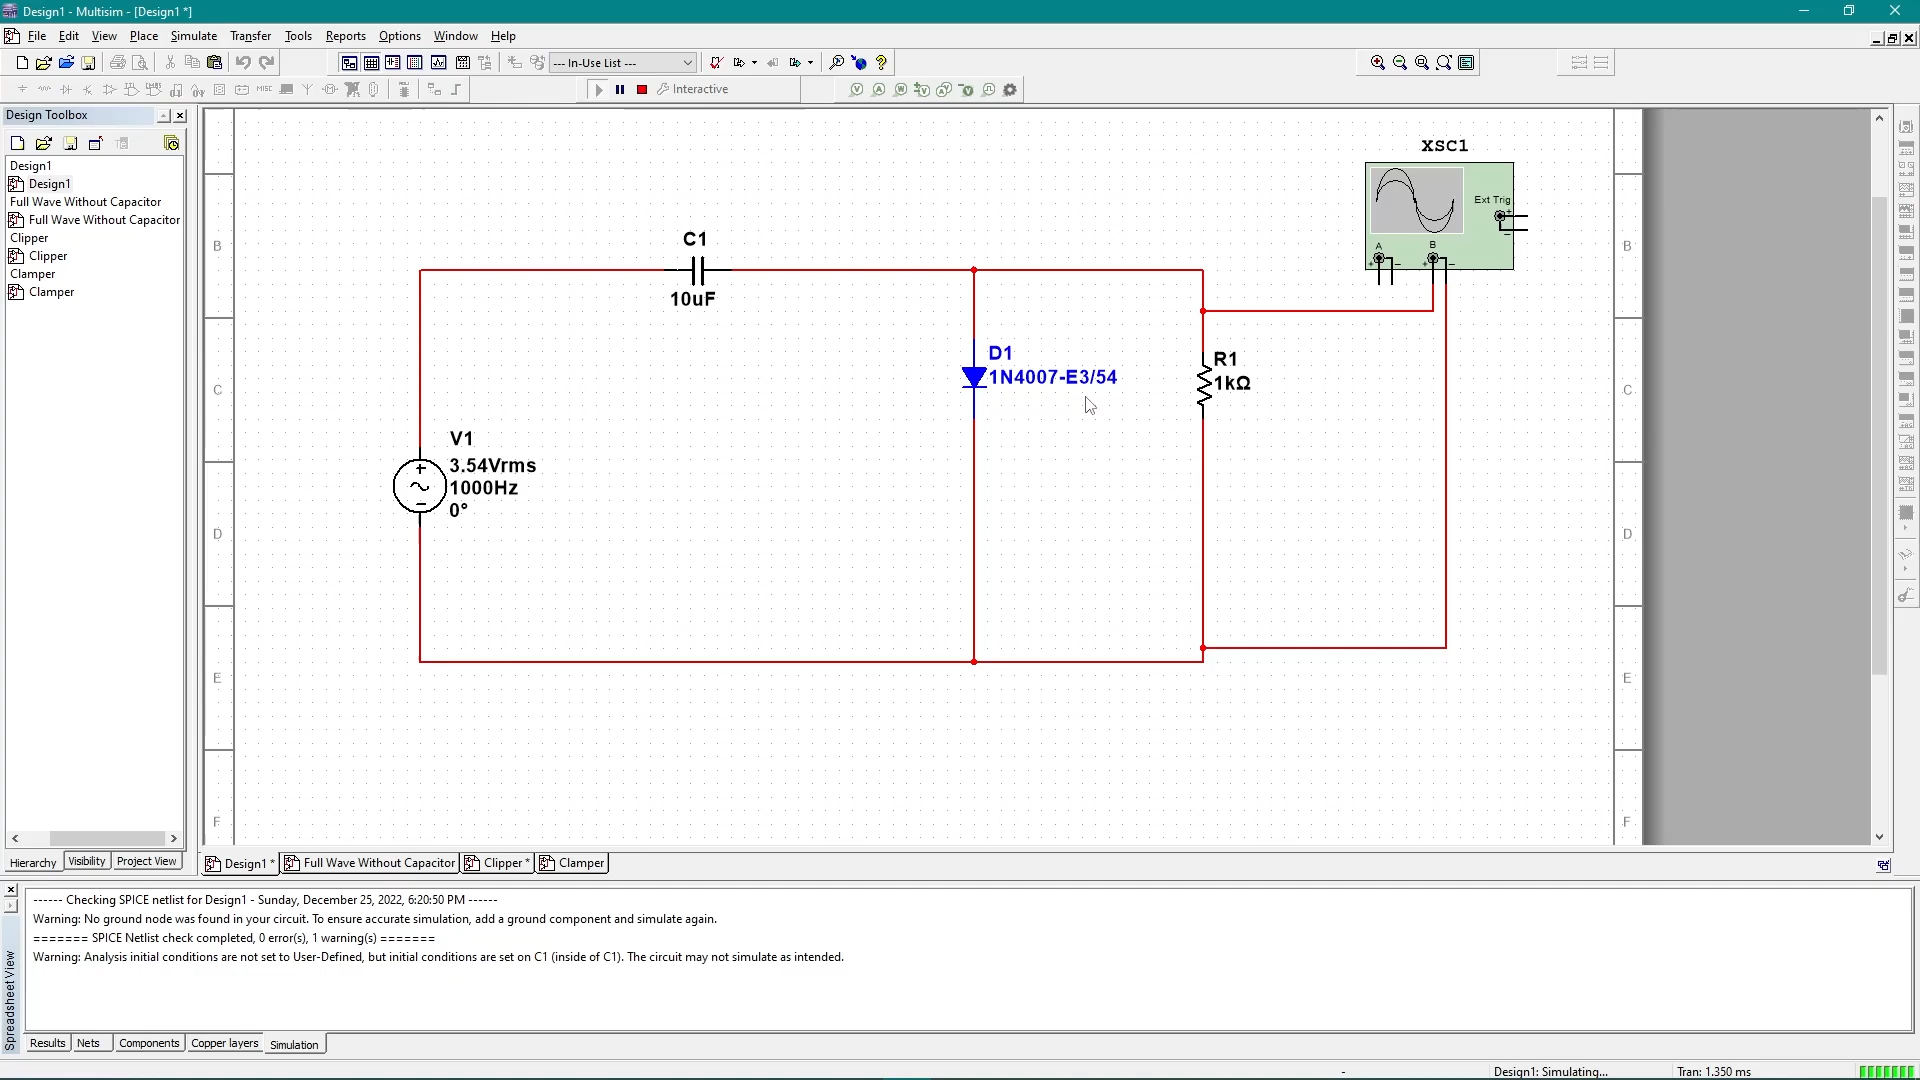 Design1 - Multisim - [Design1 *]
File Edit View Place Simulate Transfer Tools Reports Options Window Help
--- In-Use List ---
Interactive
Design Toolbox
Design1
Design1
Full Wave Without Capacitor
Full Wave Without Capacitor
Clipper
Clipper
Clamper
Clamper
Hierarchy Visibility Project View
XSC1
Ext Trig
A B
B B
C1
10uF
D1
1N4007-E3/54
R1
1kΩ
C C
V1
3.54Vrms
1000Hz
0°
D D
E E
F F
Design1 * Full Wave Without Capacitor Clipper * Clamper
------ Checking SPICE netlist for Design1 - Sunday, December 25, 2022, 6:20:50 PM ------
Warning: No ground node was found in your circuit. To ensure accurate simulation, add a ground component and simulate again.
======= SPICE Netlist check completed, 0 error(s), 1 warning(s) =======
Warning: Analysis initial conditions are not set to User-Defined, but initial conditions are set on C1 (inside of C1). The circuit may not simulate as intended.
Spreadsheet View
Results Nets Components Copper layers Simulation
- Design1: Simulating... Tran: 1.350 ms